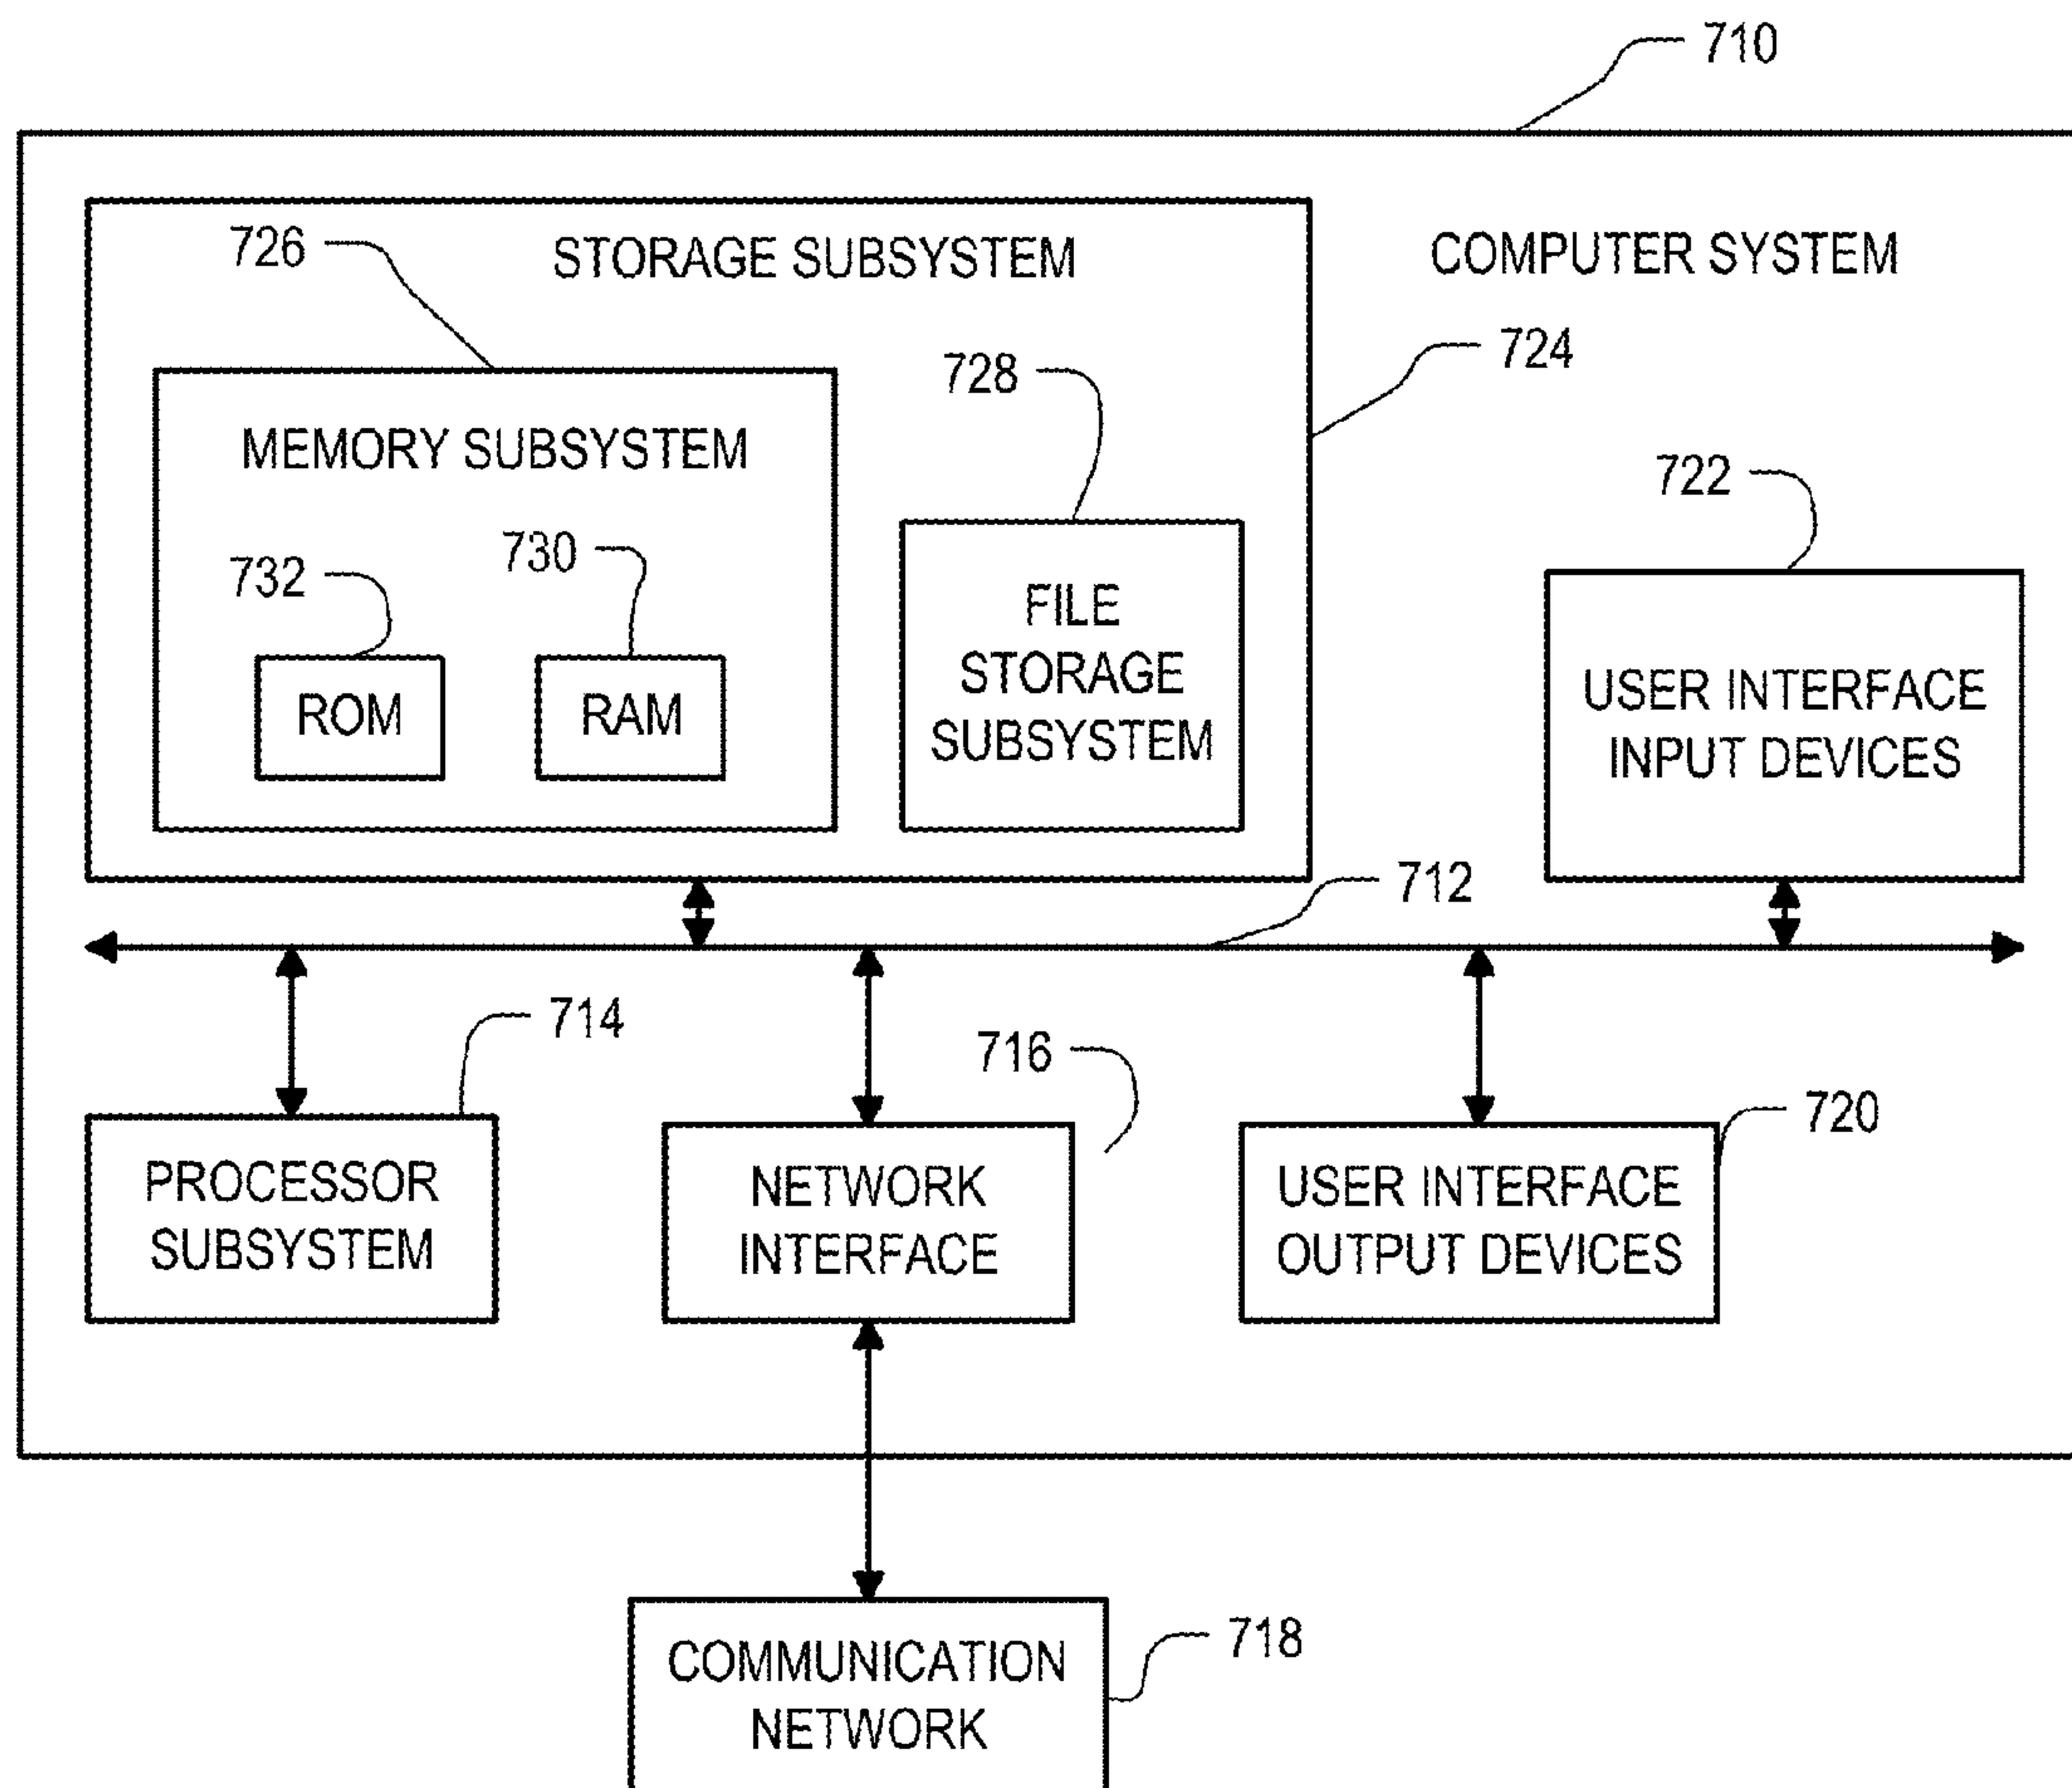 710
726
STORAGE SUBSYSTEM
COMPUTER SYSTEM
724
728
MEMORY SUBSYSTEM
722
732
730
FILE
STORAGE
SUBSYSTEM
ROM
RAM
USER INTERFACE
INPUT DEVICES
712
714
716
720
PROCESSOR
SUBSYSTEM
NETWORK
INTERFACE
USER INTERFACE
OUTPUT DEVICES
718
COMMUNICATION
NETWORK